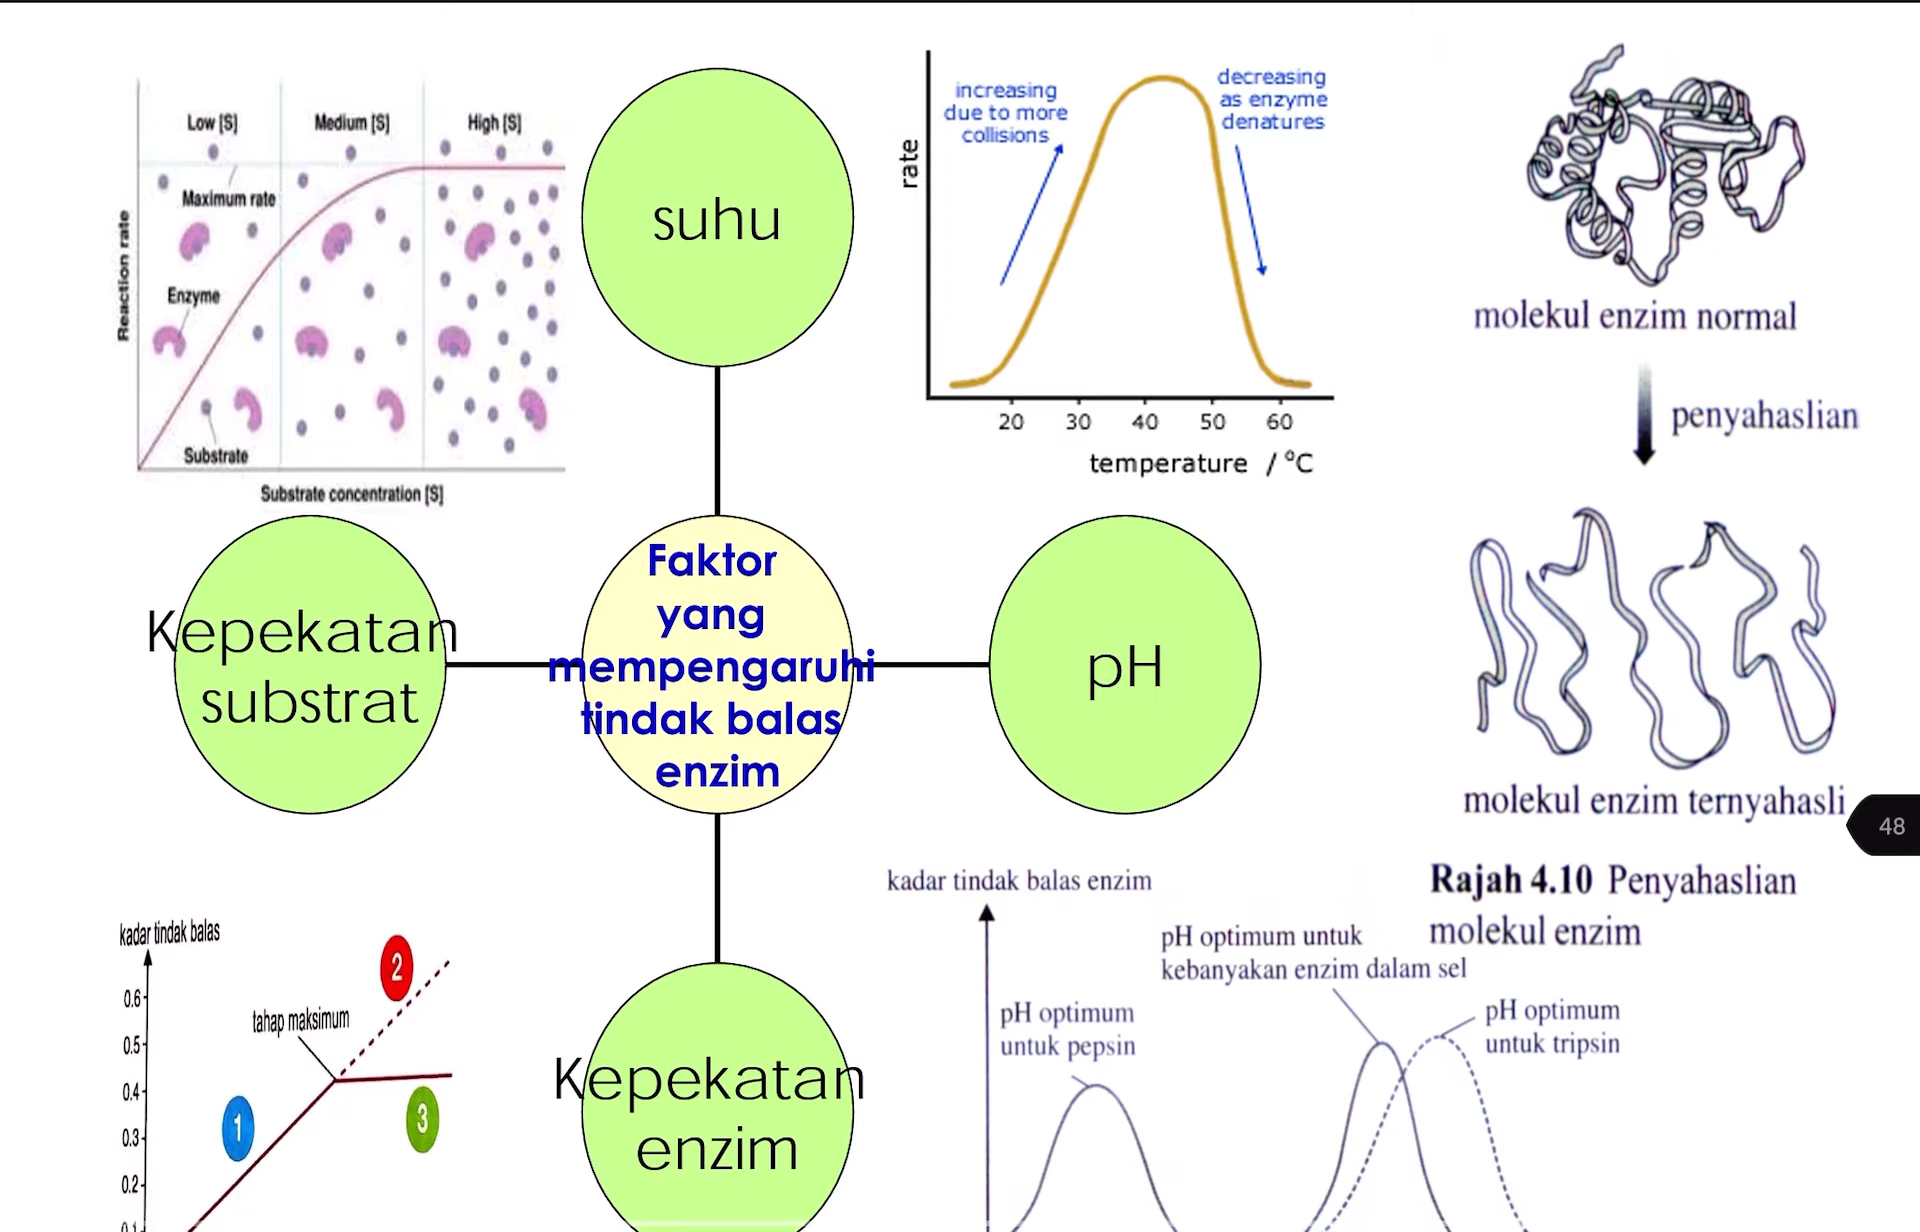 Low [S]
Medium [S]
High [S]
Maximum rate
Enzyme
Substrate
Reaction rate
Substrate concentration [S]
suhu
increasing
due to more
collisions
decreasing
as enzyme
denatures
rate
20 30 40 50 60
temperature / °C
molekul enzim normal
penyahaslian
molekul enzim ternyahasli
Rajah 4.10 Penyahaslian
molekul enzim
Kepekatan
substrat
Faktor
yang
mempengaruhi
tindak balas
enzim
pH
48
kadar tindak balas
0.6
0.5
0.4
0.3
0.2
0.1
tahap maksimum
1
2
3
Kepekatan
enzim
kadar tindak balas enzim
pH optimum
untuk pepsin
pH optimum untuk
kebanyakan enzim dalam sel
pH optimum
untuk tripsin